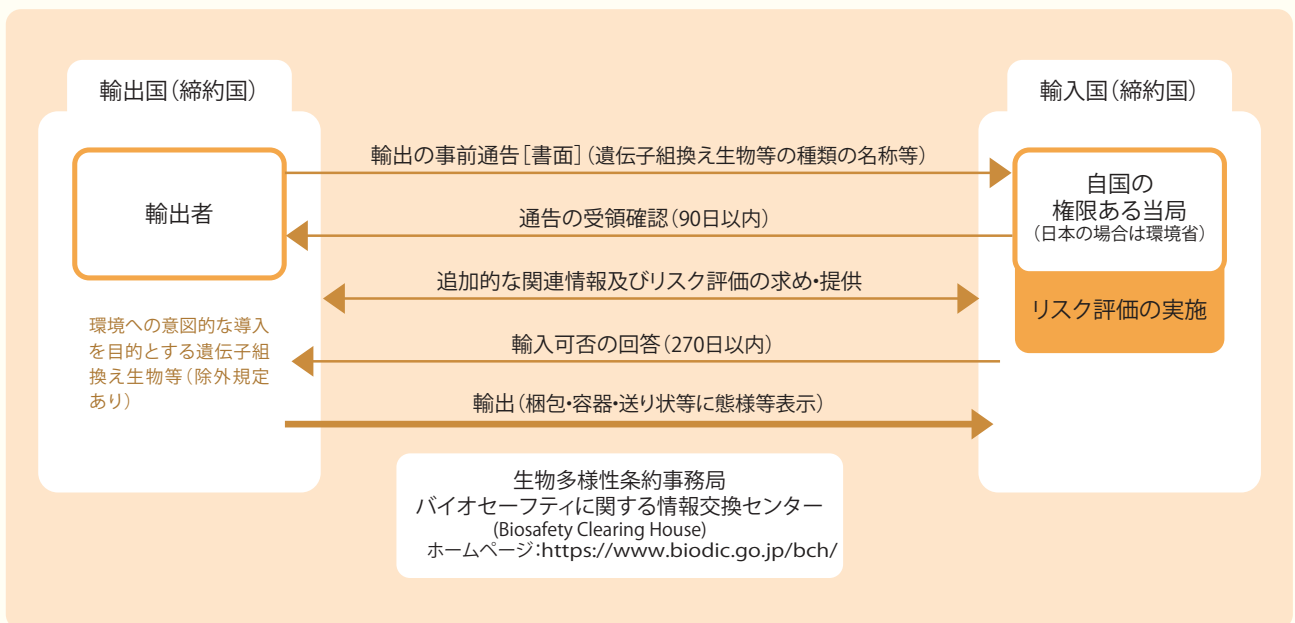 輸出国（締約国）
輸入国（締約国）
輸出者
輸出の事前通告［書面］（遺伝子組換え生物等の種類の名称等）
自国の
権限ある当局
（日本の場合は環境省）
通告の受領確認（90日以内）
追加的な関連情報及びリスク評価の求め・提供
リスク評価の実施
環境への意図的な導入
を目的とする遺伝子組
換え生物等（除外規定
あり）
輸入可否の回答（270日以内）
輸出（梱包・容器・送り状等に態様等表示）
生物多様性条約事務局
バイオセーフティに関する情報交換センター
(Biosafety Clearing House)
ホームページ：https://www.biodic.go.jp/bch/